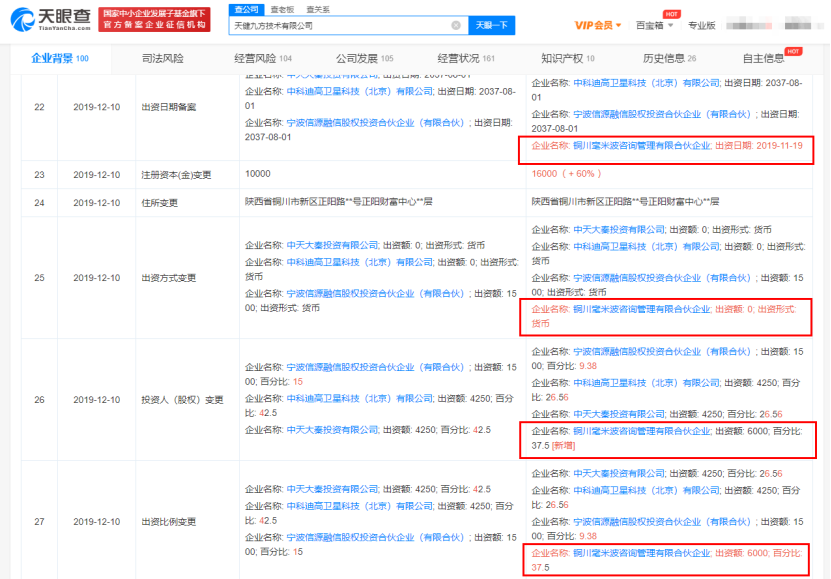 天眼查
TianYanCha.com
国家中小企业发展子基金旗下
官方备案企业征信机构
查公司 查老板 查关系
天健九方技术有限公司 天眼一下
VIP会员 百宝箱 HOT 专业版
企业背景 100 司法风险 经营风险 104 公司发展 105 经营状况 161 知识产权 10 历史信息 26 自主信息 HOT
22 2019-12-10 出资日期备案
企业名称: 中天大秦投资有限公司; 出资日期: 2037-08-01
企业名称: 中科迪高卫星科技（北京）有限公司; 出资日期: 2037-08-
01
企业名称: 宁波信源融信股权投资合伙企业（有限合伙）; 出资日期:
2037-08-01
企业名称: 中科迪高卫星科技（北京）有限公司; 出资日期: 2037-08-
01
企业名称: 宁波信源融信股权投资合伙企业（有限合伙）; 出资日期:
2037-08-01
企业名称: 铜川毫米波咨询管理有限合伙企业; 出资日期: 2019-11-19
23 2019-12-10 注册资本(金)变更 10000 16000（ + 60% ）
24 2019-12-10 住所变更 陕西省铜川市新区正阳路**号正阳财富中心**层 陕西省铜川市新区正阳路**号正阳财富中心**层
25 2019-12-10 出资方式变更
企业名称: 中天大秦投资有限公司; 出资额: 0; 出资形式: 货币
企业名称: 中科迪高卫星科技（北京）有限公司; 出资额: 0; 出资形式:
货币
企业名称: 宁波信源融信股权投资合伙企业（有限合伙）; 出资额: 15
00; 出资形式: 货币
企业名称: 中天大秦投资有限公司; 出资额: 0; 出资形式: 货币
企业名称: 中科迪高卫星科技（北京）有限公司; 出资额: 0; 出资形式:
货币
企业名称: 宁波信源融信股权投资合伙企业（有限合伙）; 出资额: 15
00; 出资形式: 货币
企业名称: 铜川毫米波咨询管理有限合伙企业; 出资额: 0; 出资形式:
货币
26 2019-12-10 投资人（股权）变更
企业名称: 宁波信源融信股权投资合伙企业（有限合伙）; 出资额: 15
00; 百分比: 15
企业名称: 中科迪高卫星科技（北京）有限公司; 出资额: 4250; 百分
比: 42.5
企业名称: 中天大秦投资有限公司; 出资额: 4250; 百分比: 42.5
企业名称: 宁波信源融信股权投资合伙企业（有限合伙）; 出资额: 15
00; 百分比: 9.38
企业名称: 中科迪高卫星科技（北京）有限公司; 出资额: 4250; 百分
比: 26.56
企业名称: 中天大秦投资有限公司; 出资额: 4250; 百分比: 26.56
企业名称: 铜川毫米波咨询管理有限合伙企业; 出资额: 6000; 百分比:
37.5 [新增]
27 2019-12-10 出资比例变更
企业名称: 中天大秦投资有限公司; 出资额: 4250; 百分比: 42.5
企业名称: 中科迪高卫星科技（北京）有限公司; 出资额: 4250; 百分
比: 42.5
企业名称: 宁波信源融信股权投资合伙企业（有限合伙）; 出资额: 15
00; 百分比: 15
企业名称: 中天大秦投资有限公司; 出资额: 4250; 百分比: 26.56
企业名称: 中科迪高卫星科技（北京）有限公司; 出资额: 4250; 百分
比: 26.56
企业名称: 宁波信源融信股权投资合伙企业（有限合伙）; 出资额: 15
00; 百分比: 9.38
企业名称: 铜川毫米波咨询管理有限合伙企业; 出资额: 6000; 百分比:
37.5